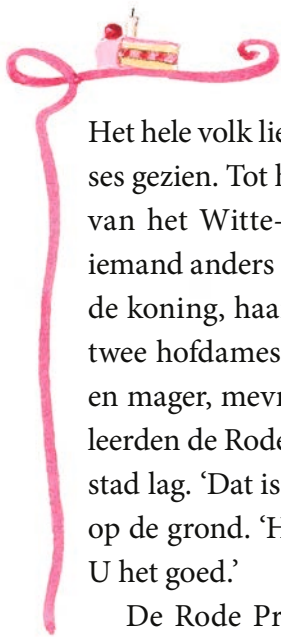 Het hele volk lie
ses gezien. Tot h
van het Witte-
iemand anders
de koning, haa
twee hofdames
en mager, mevr
leerden de Rode
stad lag. ‘Dat is
op de grond. ‘H
U het goed.’
De Rode Pr